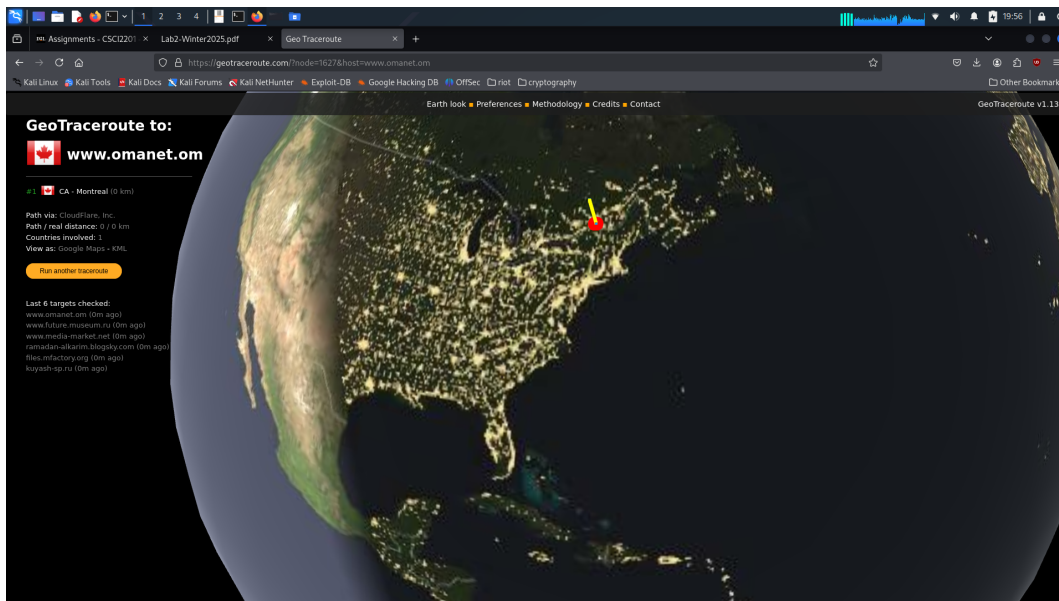 1 2 3 4
19:56
Assignments - CSCI2201
Lab2-Winter2025.pdf
Geo Traceroute
https://geotraceroute.com/?node=1627&host=www.omanet.om
Kali Linux Kali Tools Kali Docs Kali Forums Kali NetHunter Exploit-DB Google Hacking DB OffSec riot cryptography Other Bookmark
Earth look Preferences Methodology Credits Contact
GeoTraceroute v1.13
GeoTraceroute to:
www.omanet.om
#1 CA - Montreal (0 km)
Path via: CloudFlare, Inc.
Path / real distance: 0 / 0 km
Countries involved: 1
View as: Google Maps - KML
Run another traceroute
Last 6 targets checked:
www.omanet.om (0m ago)
www.future.museum.ru (0m ago)
www.media-market.net (0m ago)
ramadan-alkarim.blogsky.com (0m ago)
files.mfactory.org (0m ago)
kuyash-sp.ru (0m ago)